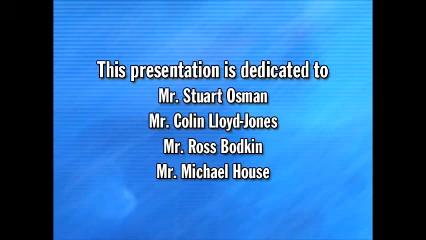 This presentation is dedicated to
Mr. Stuart Osman
Mr. Colin Lloyd-Jones
Mr. Ross Bodkin
Mr. Michael House